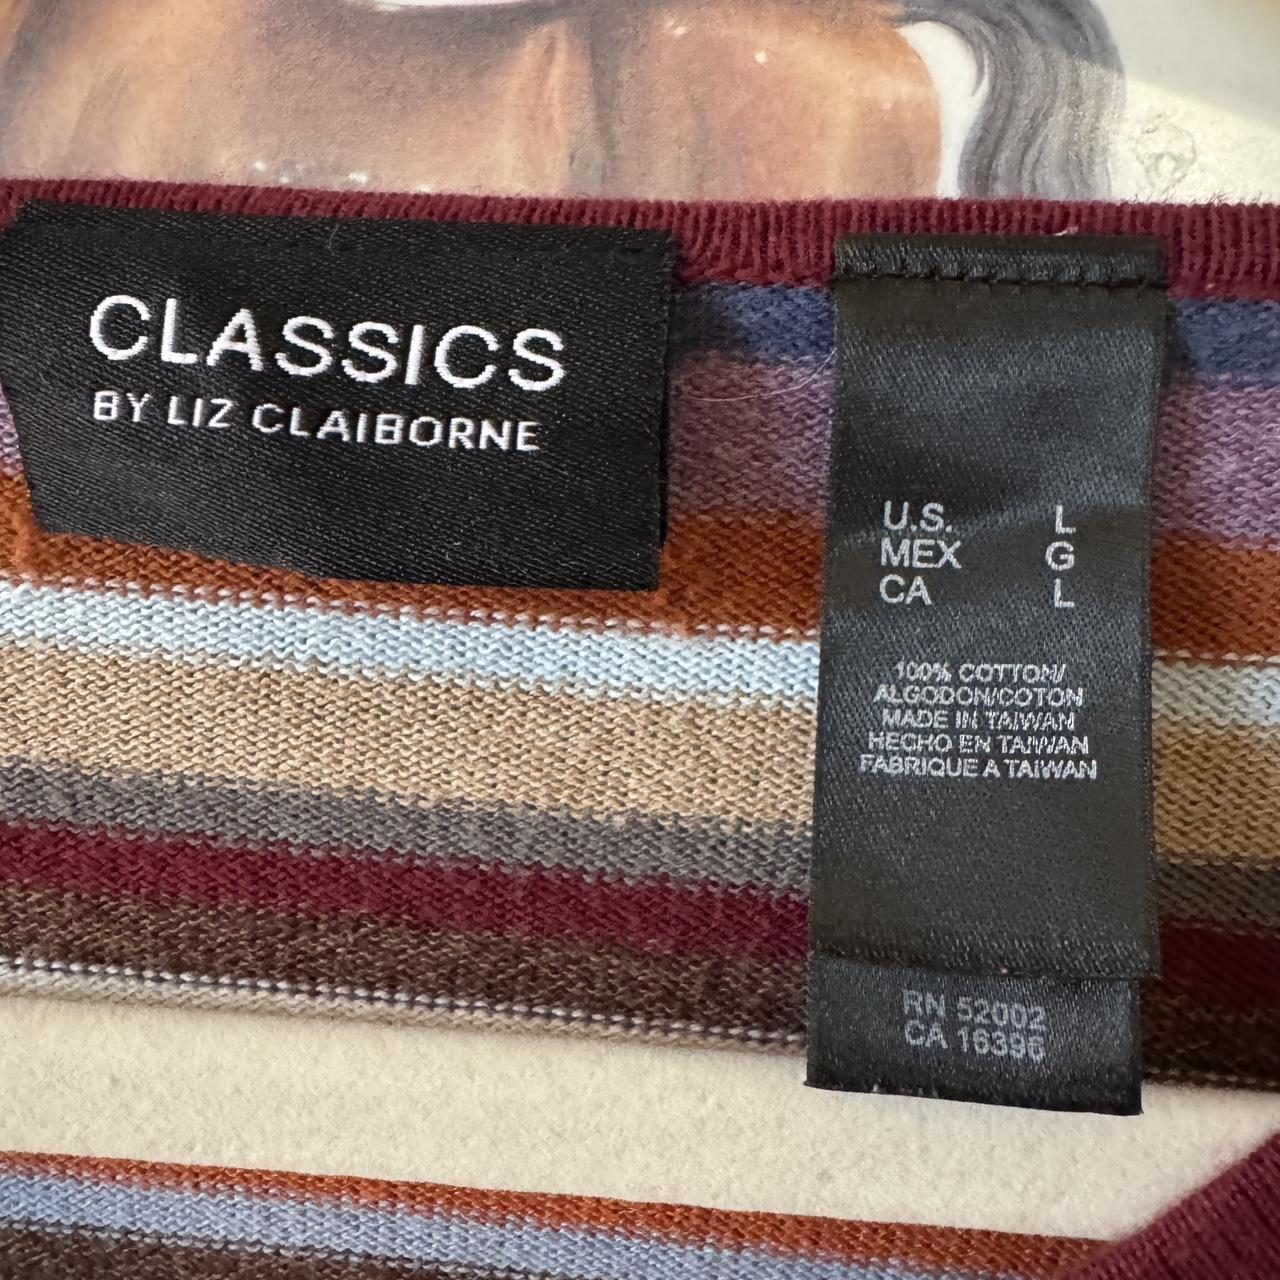 CLASSICS
BY LIZ CLAIBORNE
U.S. L
MEX G
CA L
100% COTTON/
ALGODON/COTON
MADE IN TAIWAN
HECHO EN TAIWAN
FABRIQUE A TAIWAN
RN 52002
CA 16396